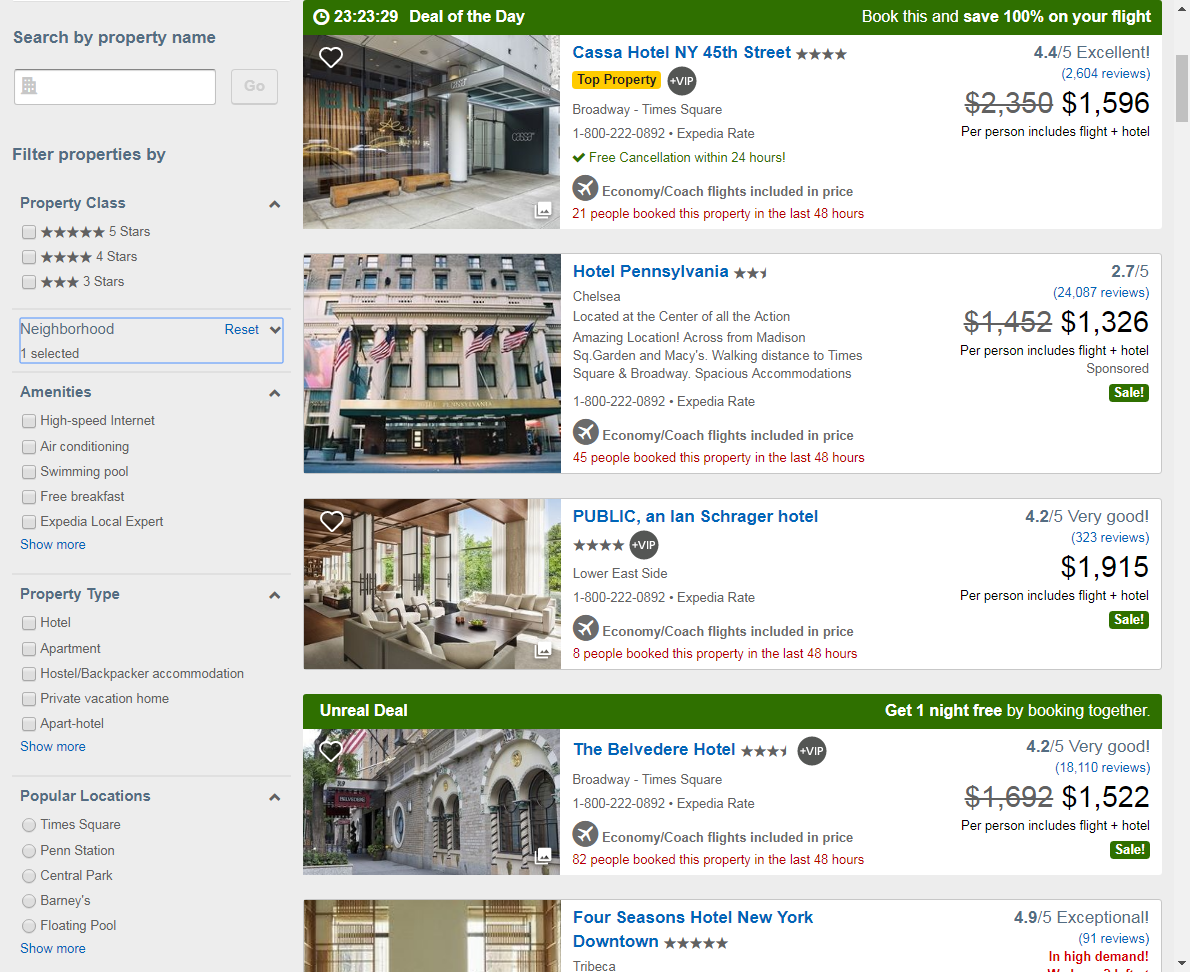 Search by property name
Go
Filter properties by
Property Class
5 Stars
4 Stars
3 Stars
Neighborhood
Reset
1 selected
Amenities
High-speed Internet
Air conditioning
Swimming pool
Free breakfast
Expedia Local Expert
Show more
Property Type
Hotel
Apartment
Hostel/Backpacker accommodation
Private vacation home
Apart-hotel
Show more
Popular Locations
Times Square
Penn Station
Central Park
Barney's
Floating Pool
Show more
23:23:29 Deal of the Day
Book this and save 100% on your flight
Cassa Hotel NY 45th Street
Top Property +VIP
Broadway - Times Square
1-800-222-0892 • Expedia Rate
Free Cancellation within 24 hours!
Economy/Coach flights included in price
21 people booked this property in the last 48 hours
4.4/5 Excellent!
(2,604 reviews)
$2,350 $1,596
Per person includes flight + hotel
Hotel Pennsylvania
Chelsea
Located at the Center of all the Action
Amazing Location! Across from Madison
Sq.Garden and Macy's. Walking distance to Times
Square & Broadway. Spacious Accommodations
1-800-222-0892 • Expedia Rate
Economy/Coach flights included in price
45 people booked this property in the last 48 hours
2.7/5
(24,087 reviews)
$1,452 $1,326
Per person includes flight + hotel
Sponsored
Sale!
PUBLIC, an Ian Schrager hotel
+VIP
Lower East Side
1-800-222-0892 • Expedia Rate
Economy/Coach flights included in price
8 people booked this property in the last 48 hours
4.2/5 Very good!
(323 reviews)
$1,915
Per person includes flight + hotel
Sale!
Unreal Deal
Get 1 night free by booking together.
The Belvedere Hotel +VIP
Broadway - Times Square
1-800-222-0892 • Expedia Rate
Economy/Coach flights included in price
82 people booked this property in the last 48 hours
4.2/5 Very good!
(18,110 reviews)
$1,692 $1,522
Per person includes flight + hotel
Sale!
Four Seasons Hotel New York
Downtown
Tribeca
4.9/5 Exceptional!
(91 reviews)
In high demand!